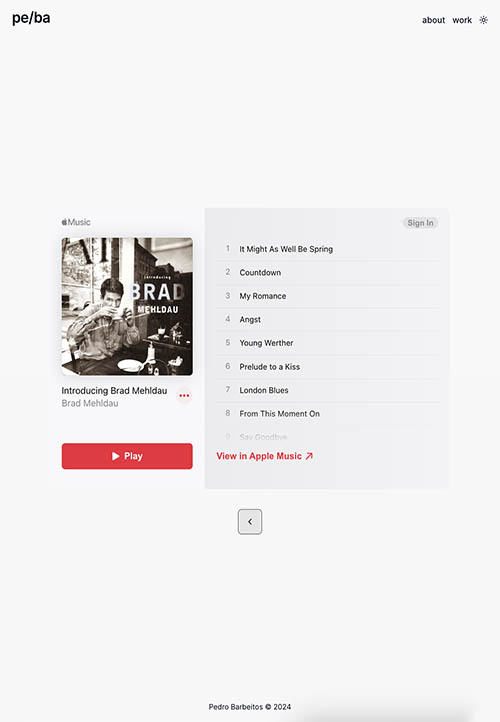 pe/ba
about work
Music
Sign In
introducing
BRAD
MEHLDAU
Introducing Brad Mehldau
Brad Mehldau
Play
1 It Might As Well Be Spring
2 Countdown
3 My Romance
4 Angst
5 Young Werther
6 Prelude to a Kiss
7 London Blues
8 From This Moment On
9 Say Goodbye
View in Apple Music
Pedro Barbeitos © 2024